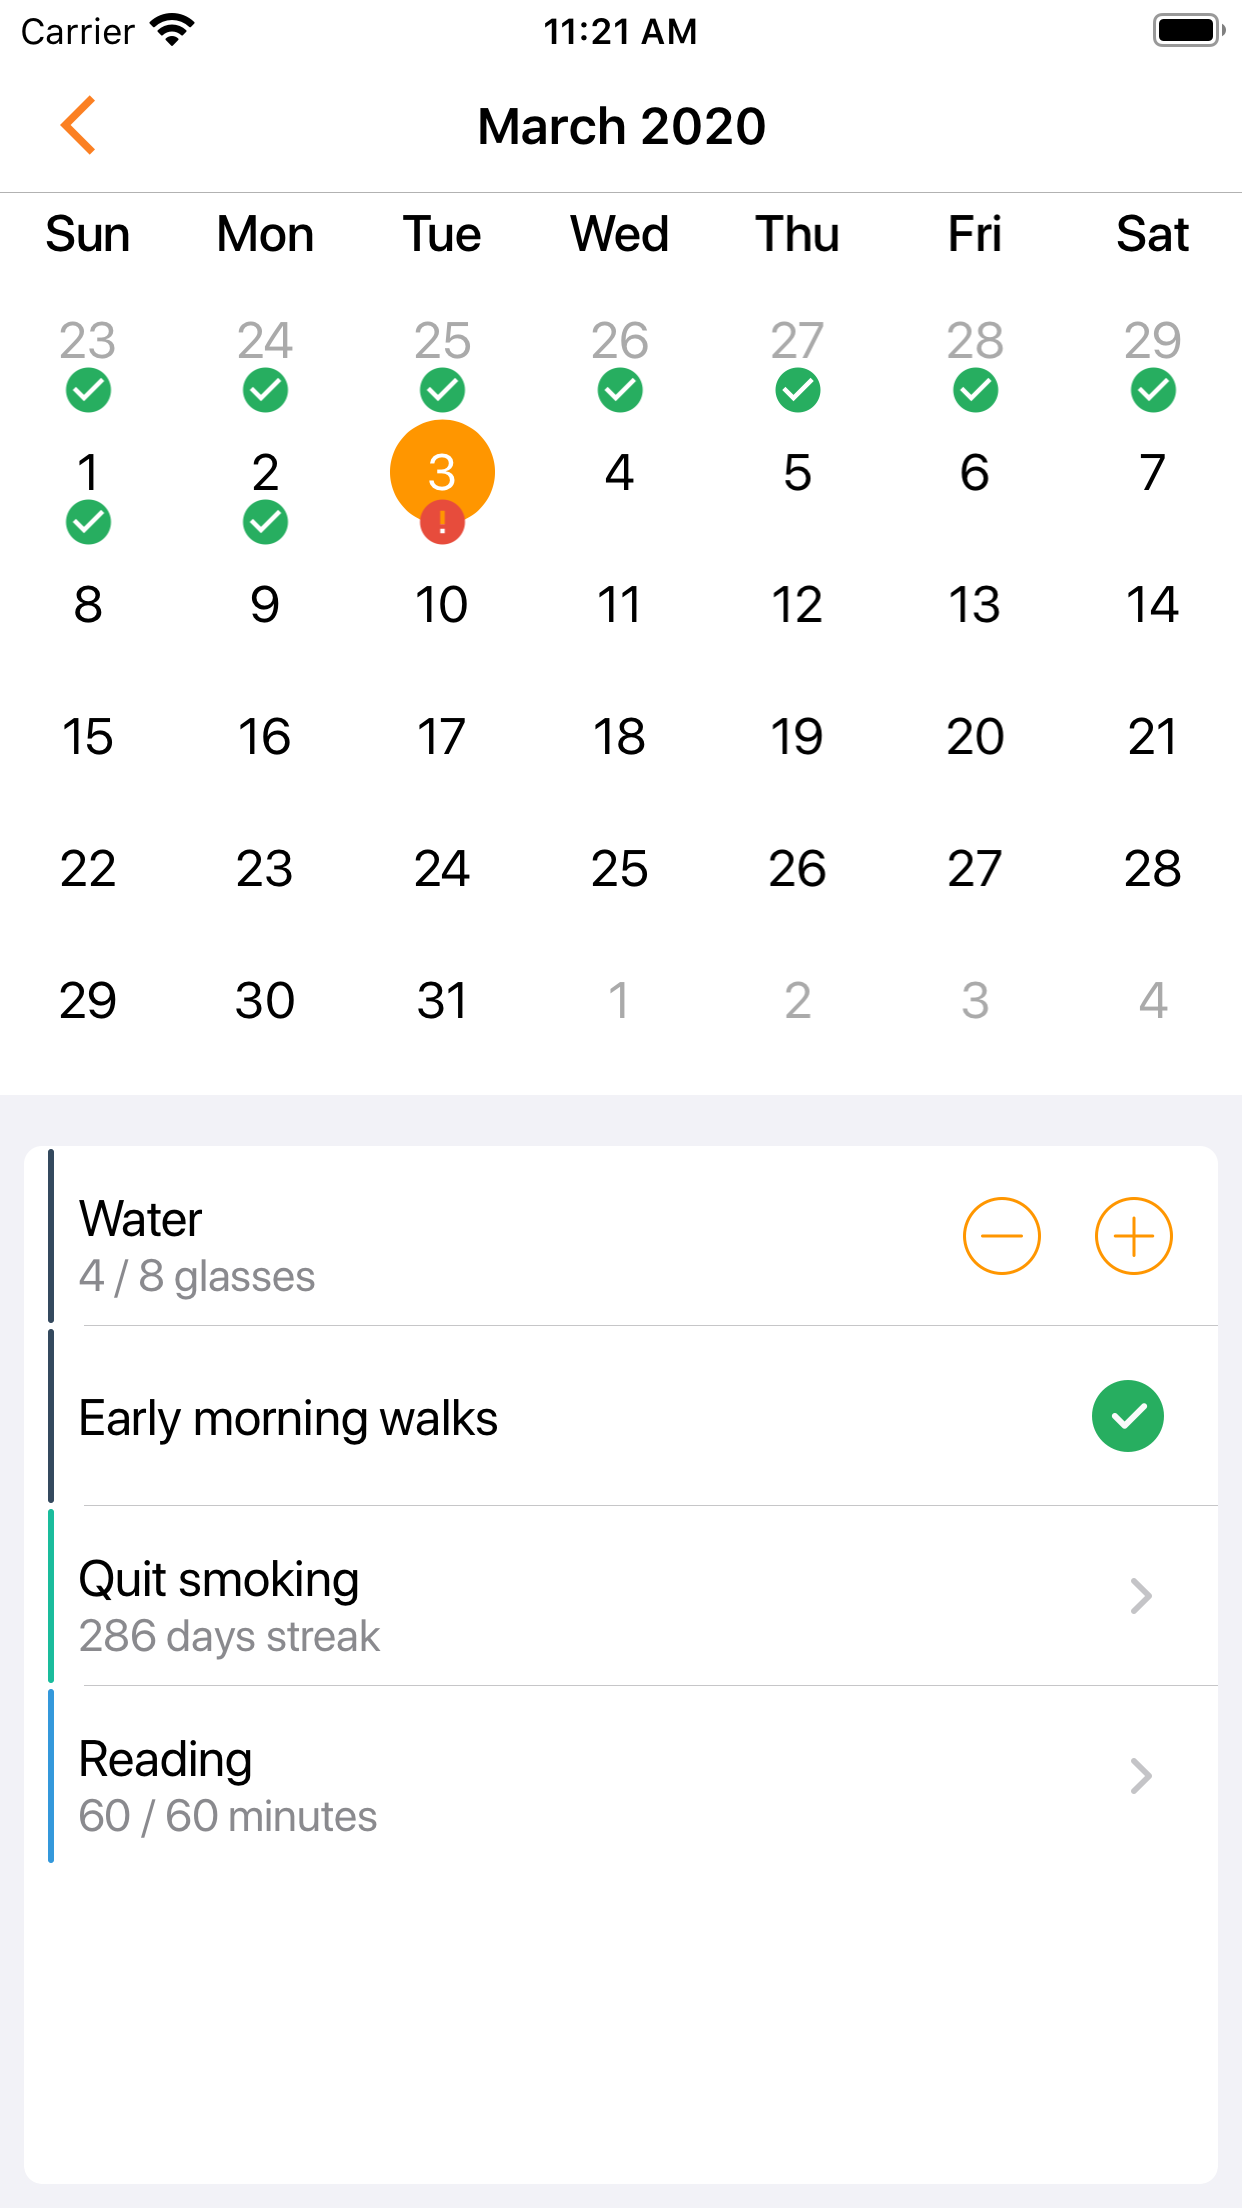 Carrier 11:21 AM
March 2020
Sun Mon Tue Wed Thu Fri Sat
23 24 25 26 27 28 29
1 2 3 4 5 6 7
!
8 9 10 11 12 13 14
15 16 17 18 19 20 21
22 23 24 25 26 27 28
29 30 31 1 2 3 4
Water
4 / 8 glasses
Early morning walks
Quit smoking
286 days streak
Reading
60 / 60 minutes